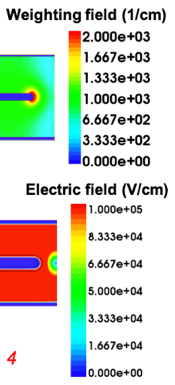 Weighting field (1/cm)
2.000e+03
1.667e+03
1.333e+03
1.000e+03
6.667e+02
3.333e+02
0.000e+00
Electric field (V/cm)
1.000e+05
8.333e+04
6.667e+04
5.000e+04
3.333e+04
1.667e+04
0.000e+00
4